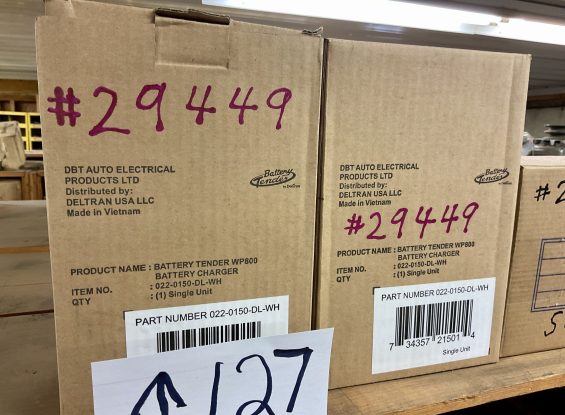 #29449
DBT AUTO ELECTRICAL
PRODUCTS LTD
Distributed by:
DELTRAN USA LLC
Made in Vietnam
Battery
Tender
by Deltran
PRODUCT NAME : BATTERY TENDER WP800
BATTERY CHARGER
ITEM NO. : 022-0150-DL-WH
QTY : (1) Single Unit
PART NUMBER 022-0150-DL-WH
↑/127
DBT AUTO ELECTRICAL
PRODUCTS LTD
Distributed by:
DELTRAN USA LLC
Made in Vietnam
Battery
Tender
#29449
PRODUCT NAME : BATTERY TENDER WP800
BATTERY CHARGER
ITEM NO. : 022-0150-DL-WH
QTY : (1) Single Unit
PART NUMBER 022-0150-DL-WH
7 34357 21501 4
Single Unit
#2